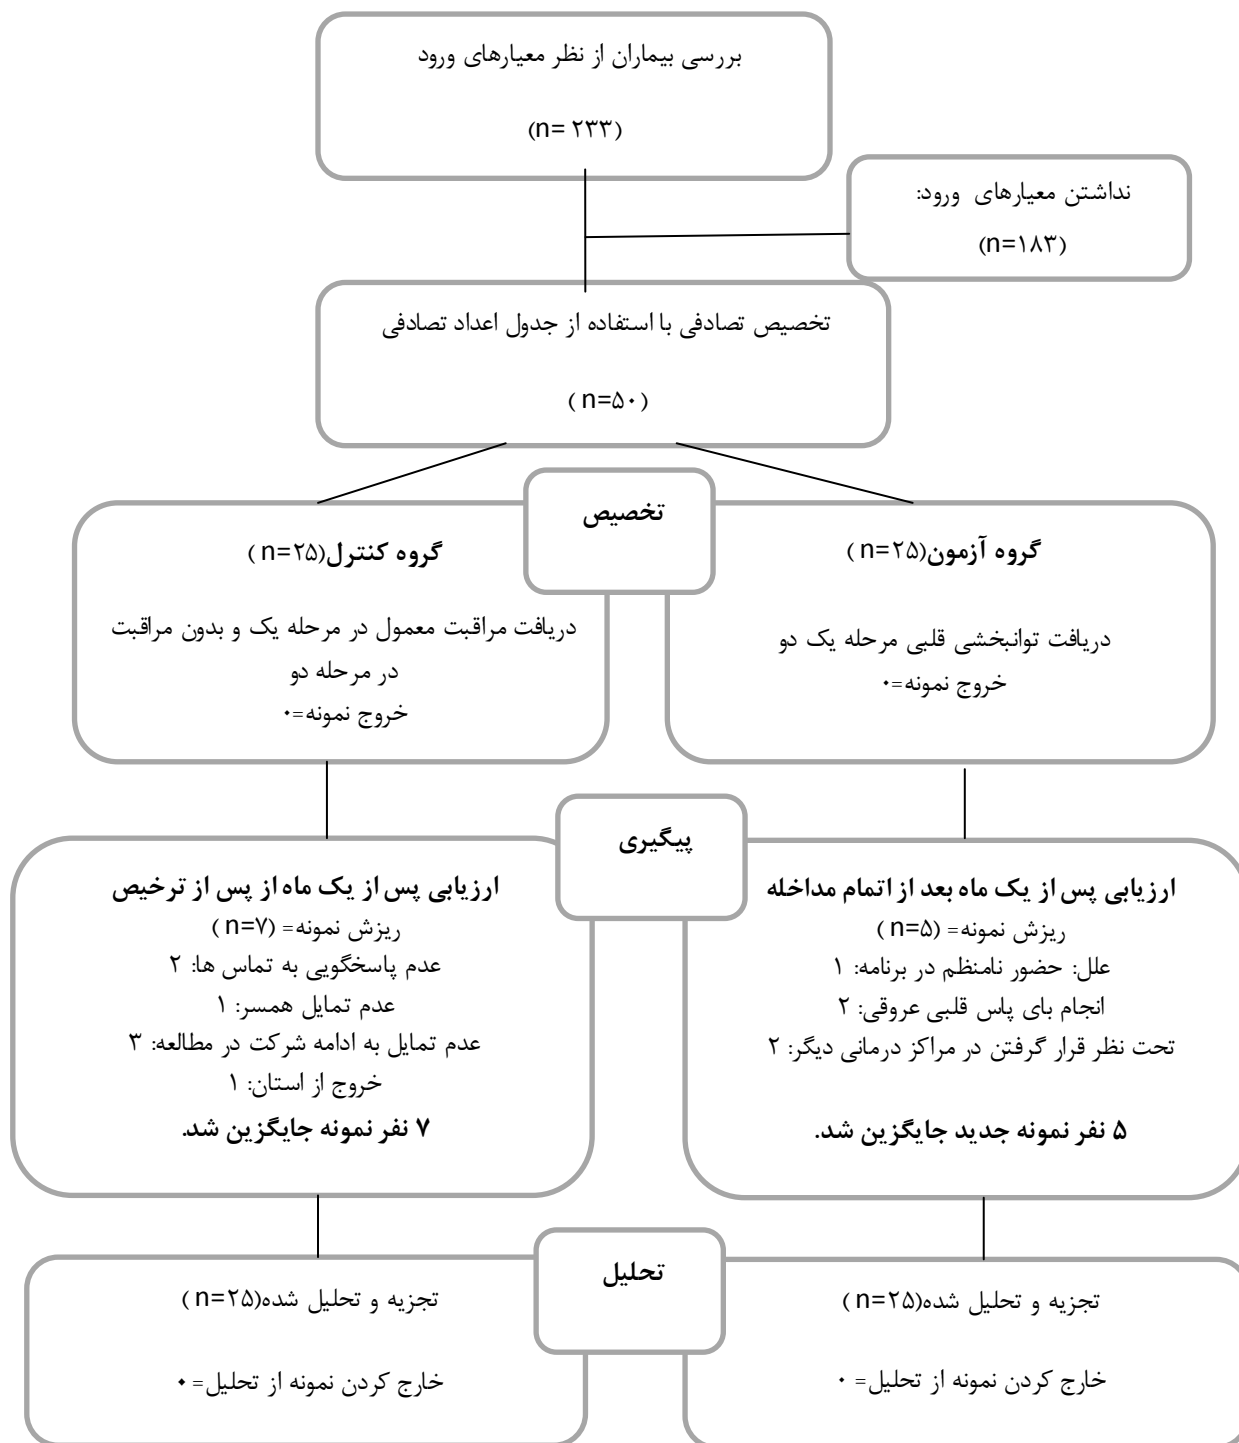 بررسی بیماران از نظر معیارهای ورود
(n= ۲۳۳)
نداشتن معیارهای ورود:
(n=۱۸۳)
تخصیص تصادفی با استفاده از جدول اعداد تصادفی
(n=۵۰)
تخصیص
گروه آزمون(n=۲۵)
دریافت توانبخشی قلبی مرحله یک دو
خروج نمونه=۰
گروه کنترل(n=۲۵)
دریافت مراقبت معمول در مرحله یک و بدون مراقبت
در مرحله دو
خروج نمونه=۰
پیگیری
ارزیابی پس از یک ماه بعد از اتمام مداخله
ریزش نمونه= (n=۵)
علل: حضور نامنظم در برنامه: ۱
انجام بای پاس قلبی عروقی: ۲
تحت نظر قرار گرفتن در مراکز درمانی دیگر: ۲
۵ نفر نمونه جدید جایگزین شد.
ارزیابی پس از یک ماه از پس از ترخیص
ریزش نمونه= (n=۷)
عدم پاسخگویی به تماس ها: ۲
عدم تمایل همسر: ۱
عدم تمایل به ادامه شرکت در مطالعه: ۳
خروج از استان: ۱
۷ نفر نمونه جایگزین شد.
تحلیل
تجزیه و تحلیل شده(n=۲۵)
خارج کردن نمونه از تحلیل= ۰
تجزیه و تحلیل شده(n=۲۵)
خارج کردن نمونه از تحلیل= ۰